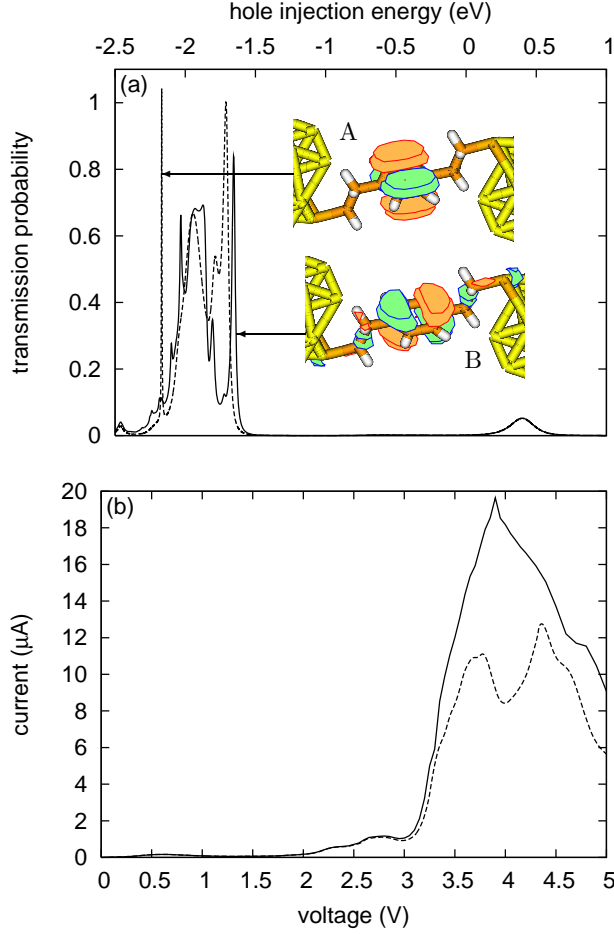 hole injection energy (eV)
-2.5 -2 -1.5 -1 -0.5 0 0.5 1
(a)
transmission probability
1
0.8
0.6
0.4
0.2
0
A
B
(b)
current (μA)
20
18
16
14
12
10
8
6
4
2
0
0 0.5 1 1.5 2 2.5 3 3.5 4 4.5 5
voltage (V)